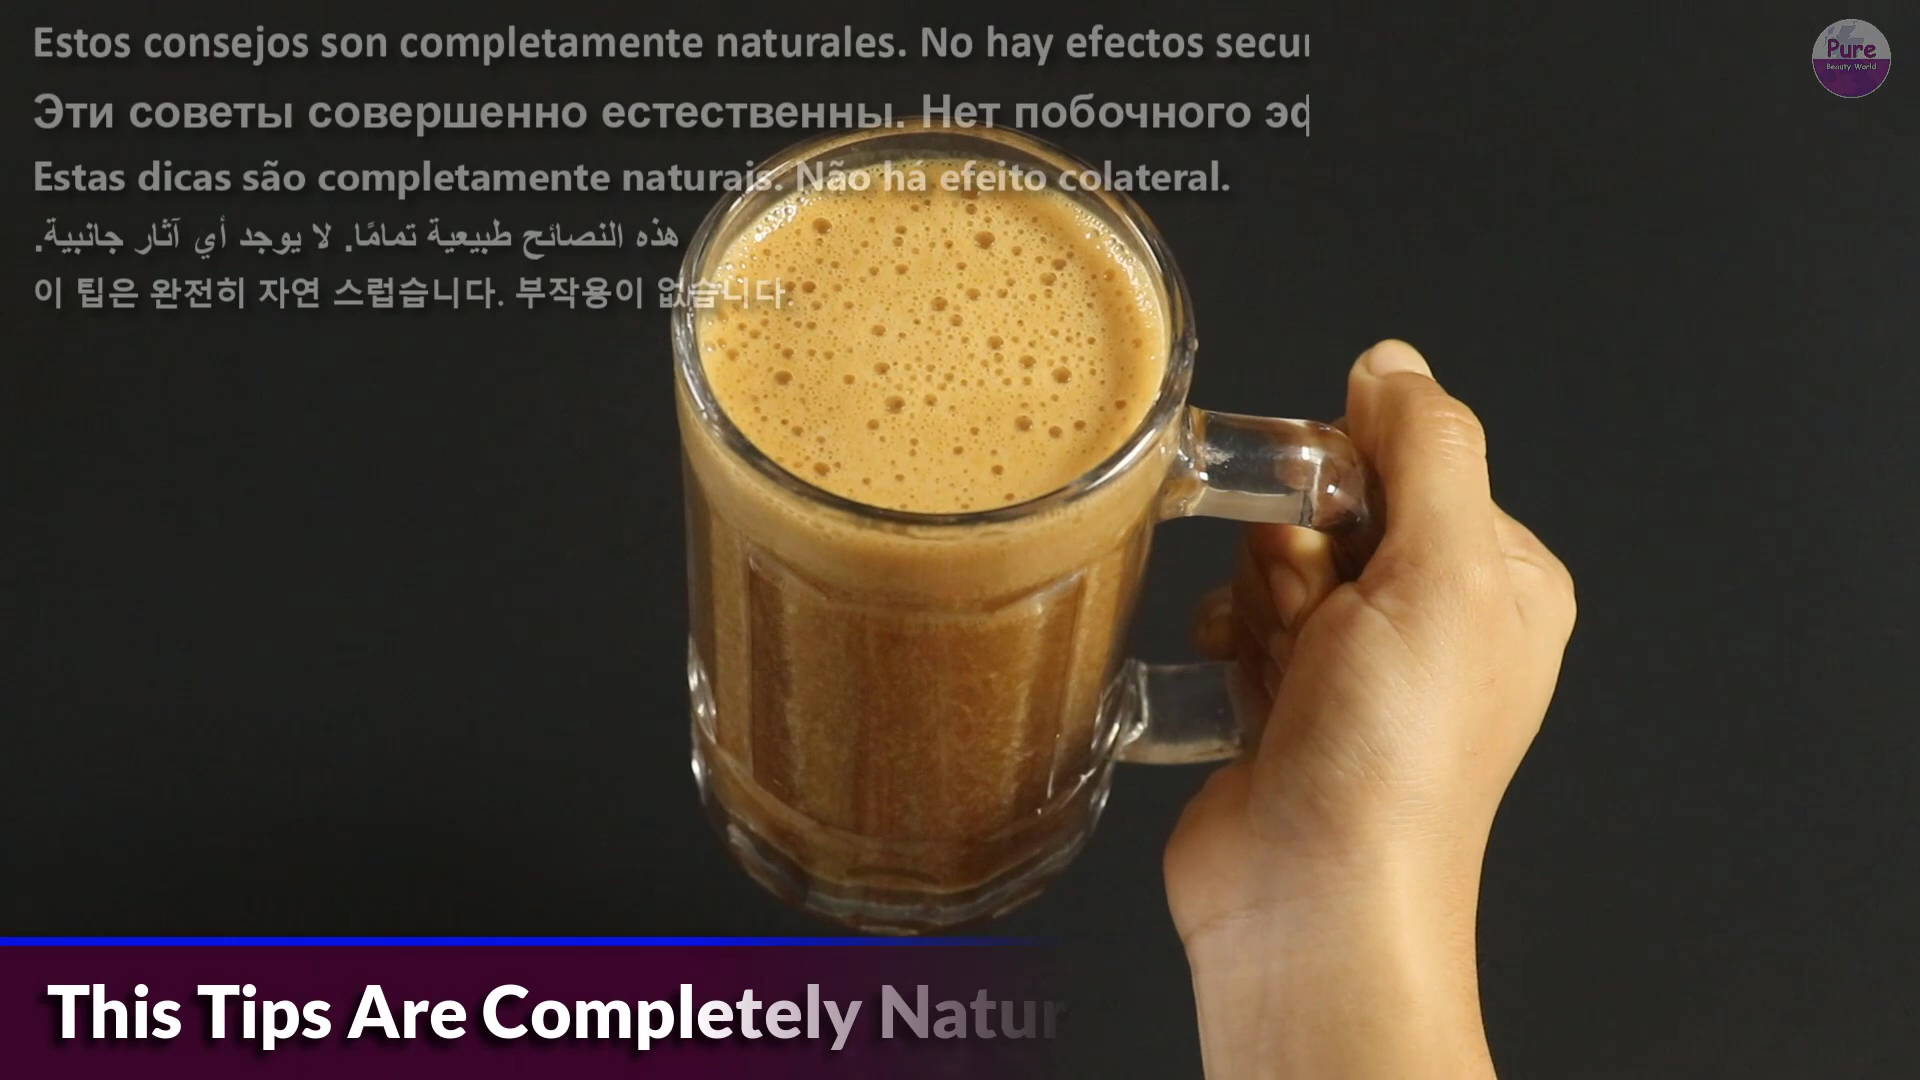 Estos consejos son completamente naturales. No hay efectos
Эти советы совершенно естественны. Нет побочного
Estas dicas são completamente naturais. Não há efeito colateral.
هذه النصائح طبيعية تمامًا. لا يوجد أي آثار جانبية.
이 팁은 완전히 자연 스럽습니다. 부작용이 없습니다.
Pure
Beauty World
This Tips Are Completely